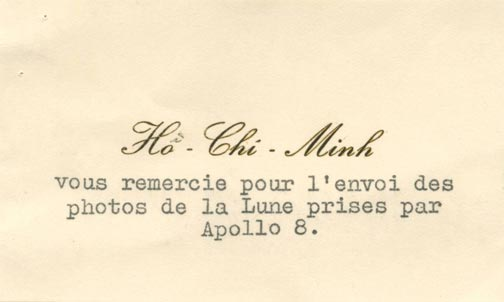 Hồ - Chí - Minh
vous remercie pour l'envoi des
photos de la Lune prises par
Apollo 8.